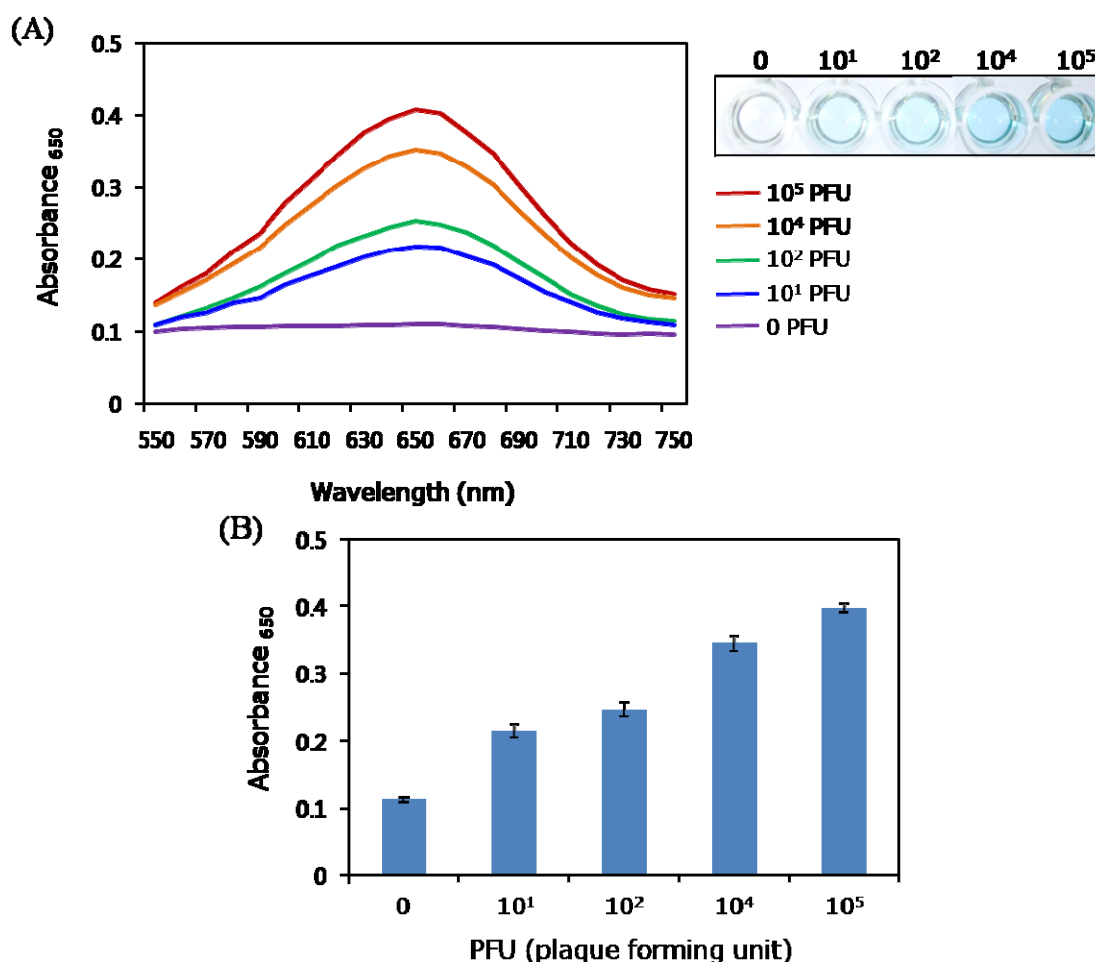 (A)
0.5
0.4
0.3
0.2
0.1
0
Absorbance 650
550 570 590 610 630 650 670 690 710 730 750
Wavelength (nm)
0 10¹ 10² 10⁴ 10⁵
10⁵ PFU
10⁴ PFU
10² PFU
10¹ PFU
0 PFU
(B)
0.5
0.4
0.3
0.2
0.1
0
Absorbance 650
0 10¹ 10² 10⁴ 10⁵
PFU (plaque forming unit)